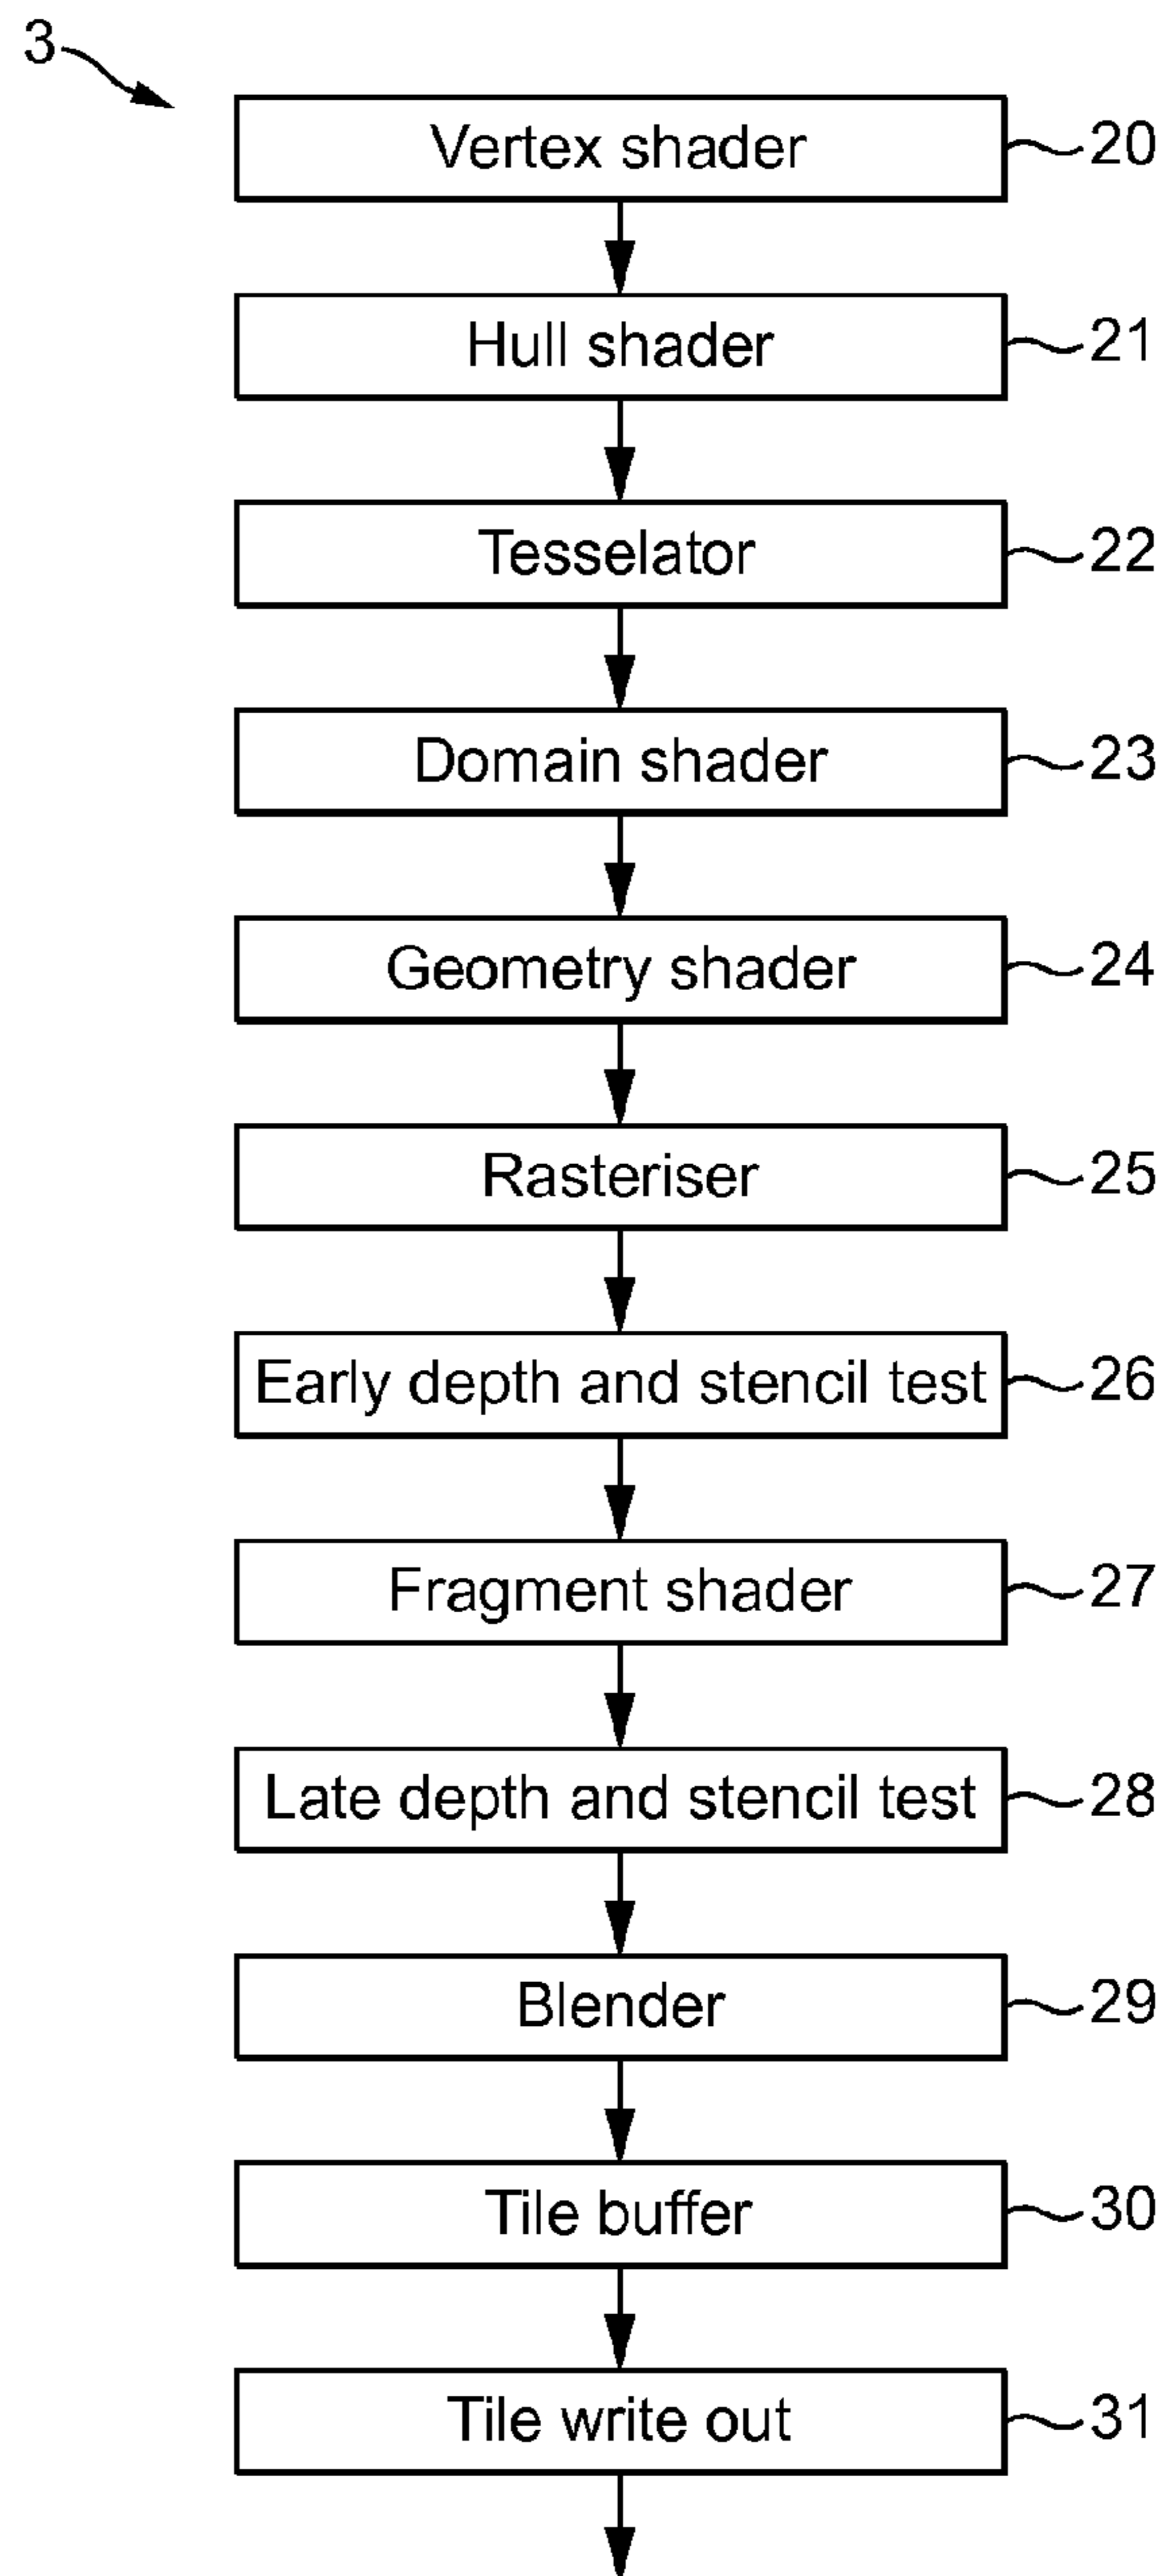 3
Vertex shader 20
Hull shader 21
Tesselator 22
Domain shader 23
Geometry shader 24
Rasteriser 25
Early depth and stencil test 26
Fragment shader 27
Late depth and stencil test 28
Blender 29
Tile buffer 30
Tile write out 31